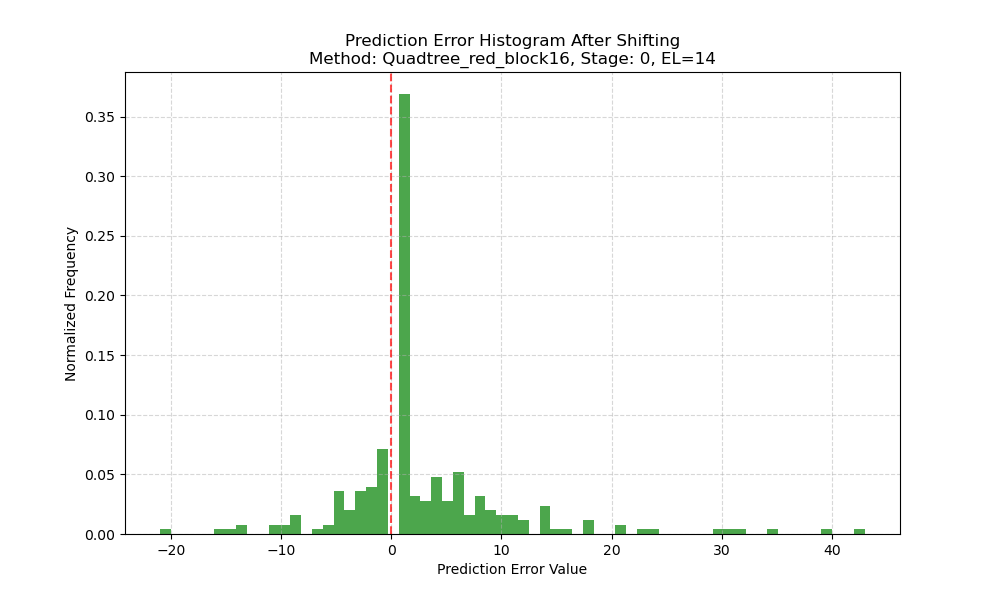 Prediction Error Histogram After Shifting
Method: Quadtree_red_block16, Stage: 0, EL=14
Normalized Frequency
0.35
0.30
0.25
0.20
0.15
0.10
0.05
0.00
−20 −10 0 10 20 30 40
Prediction Error Value